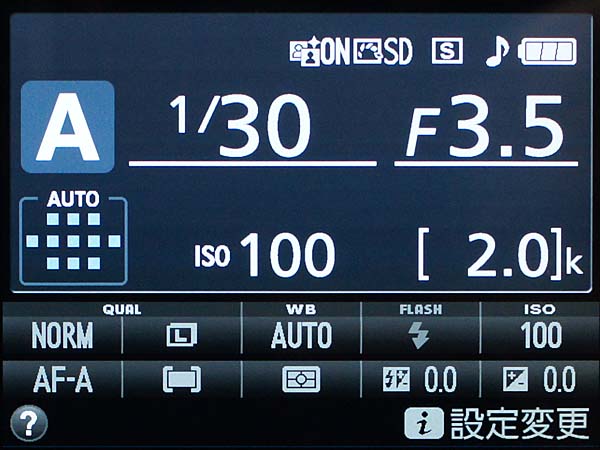 ON SD S
A 1/30 F3.5
AUTO
ISO 100 [ 2.0]k
QUAL WB FLASH ISO
NORM L AUTO 100
AF-A 0.0 0.0
? i 設定変更